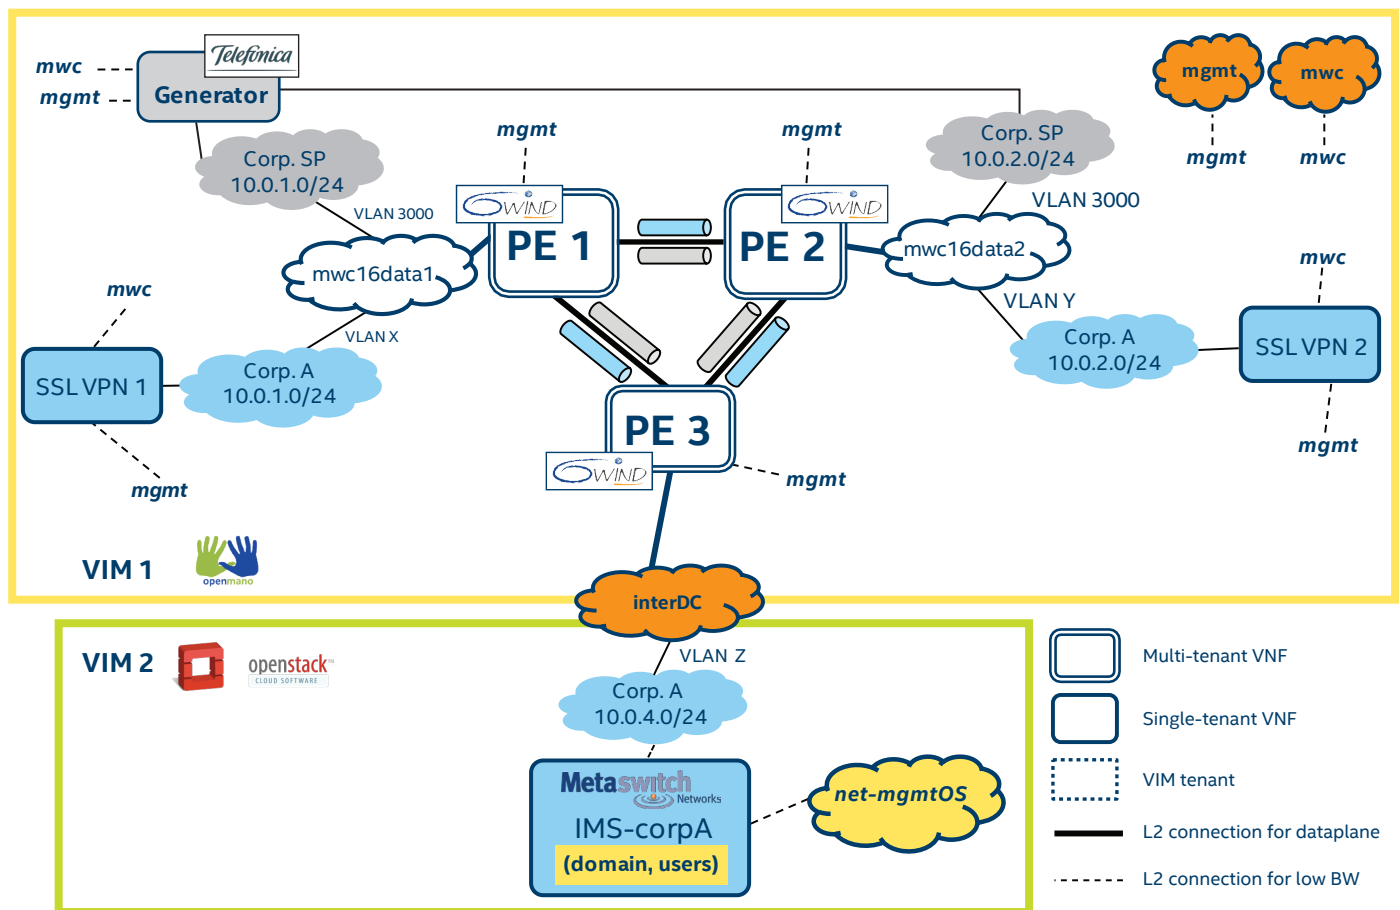 Telefónica
mwc
mgmt
Generator
mgmt
mgmt
mgmt
mwc
mgmt
mwc
Corp. SP
10.0.1.0/24
Corp. SP
10.0.2.0/24
VLAN 3000
VLAN 3000
6WIND
PE 1
6WIND
PE 2
mwc16data1
mwc16data2
mwc
mwc
VLAN X
VLAN Y
SSL VPN 1
Corp. A
10.0.1.0/24
Corp. A
10.0.2.0/24
SSL VPN 2
PE 3
6WIND
mgmt
mgmt
mgmt
VIM 1
openmano
interDC
VIM 2
openstack™
CLOUD SOFTWARE
VLAN Z
Corp. A
10.0.4.0/24
Metaswitch
Networks
IMS-corpA
(domain, users)
net-mgmtOS
Multi-tenant VNF
Single-tenant VNF
VIM tenant
L2 connection for dataplane
L2 connection for low BW